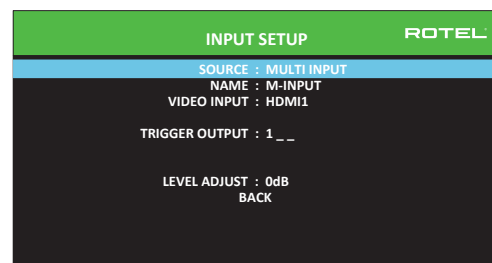 INPUT SETUP
ROTEL
SOURCE : MULTI INPUT
NAME : M-INPUT
VIDEO INPUT : HDMI1
TRIGGER OUTPUT : 1 _ _
LEVEL ADJUST : 0dB
BACK